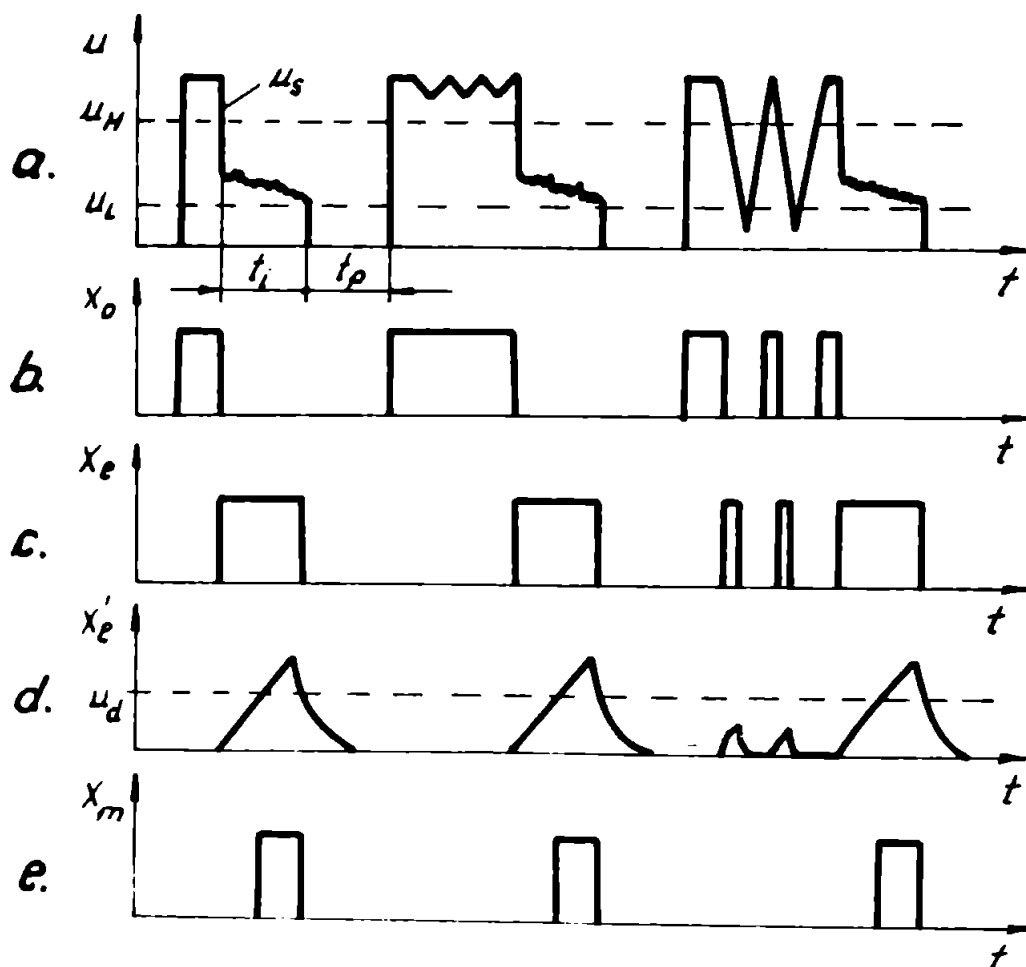 u
u_s
u_H
a.
u_L
t_i
t_p
t
x_o
b.
t
x_e
c.
t
x'_e
d.
u_d
t
x_m
e.
t